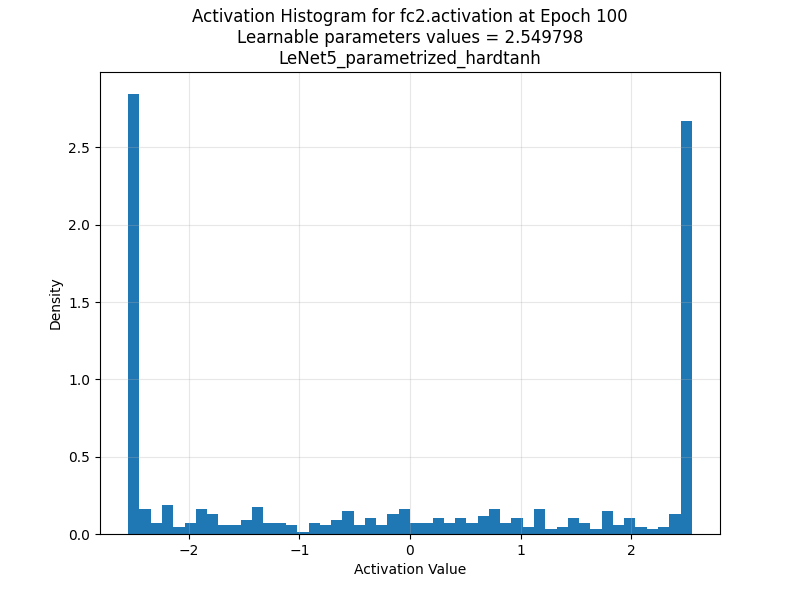 Activation Histogram for fc2.activation at Epoch 100
Learnable parameters values = 2.549798
LeNet5_parametrized_hardtanh
2.5
2.0
1.5
1.0
0.5
0.0
Density
−2
−1
0
1
2
Activation Value